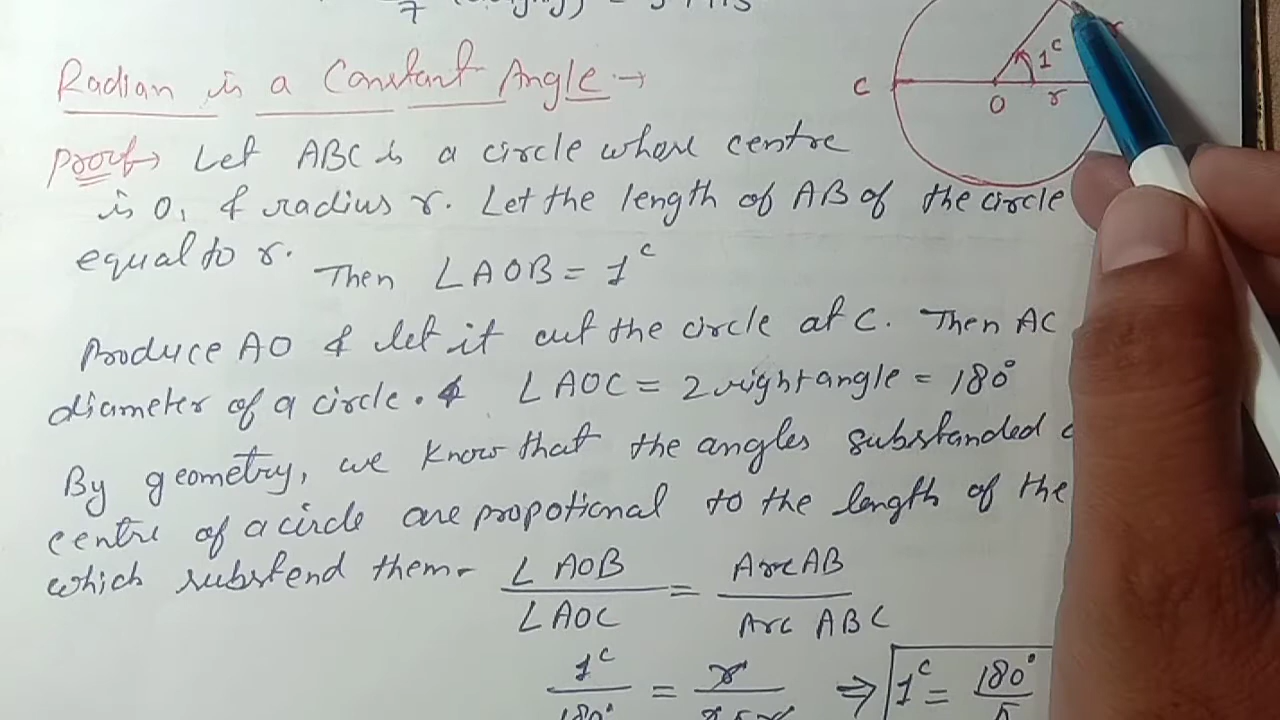 7
Radian is a Constant Angle :→
C
O
r
1ᶜ
r
Proof→ Let ABC is a circle whose centre
is O, & radius r. Let the length of AB of the circle
equal to r. Then ∠AOB = 1ᶜ
Produce AO & let it cut the circle at C. Then AC
diameter of a circle. & ∠AOC = 2 right angle = 180°
By geometry, we know that the angles substanded
centre of a circle are propotional to the length of the
which substend them-
∠AOB / ∠AOC = Arc AB / Arc ABC
1ᶜ / 180° = r ⇒ 1ᶜ = 180°